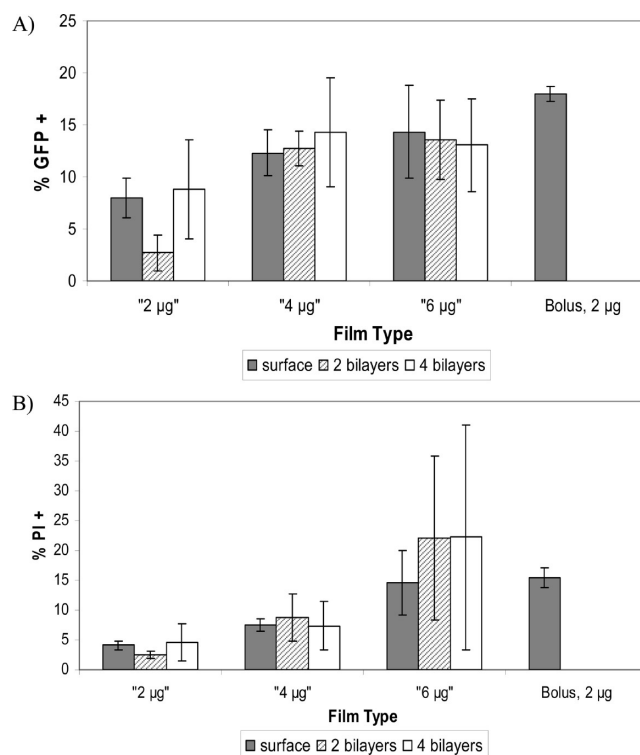 A)
25
20
15
10
5
0
% GFP +
"2 µg" "4 µg" "6 µg" Bolus, 2 µg
Film Type
surface 2 bilayers 4 bilayers
B)
45
40
35
30
25
20
15
10
5
0
% PI +
"2 µg" "4 µg" "6 µg" Bolus, 2 µg
Film Type
surface 2 bilayers 4 bilayers